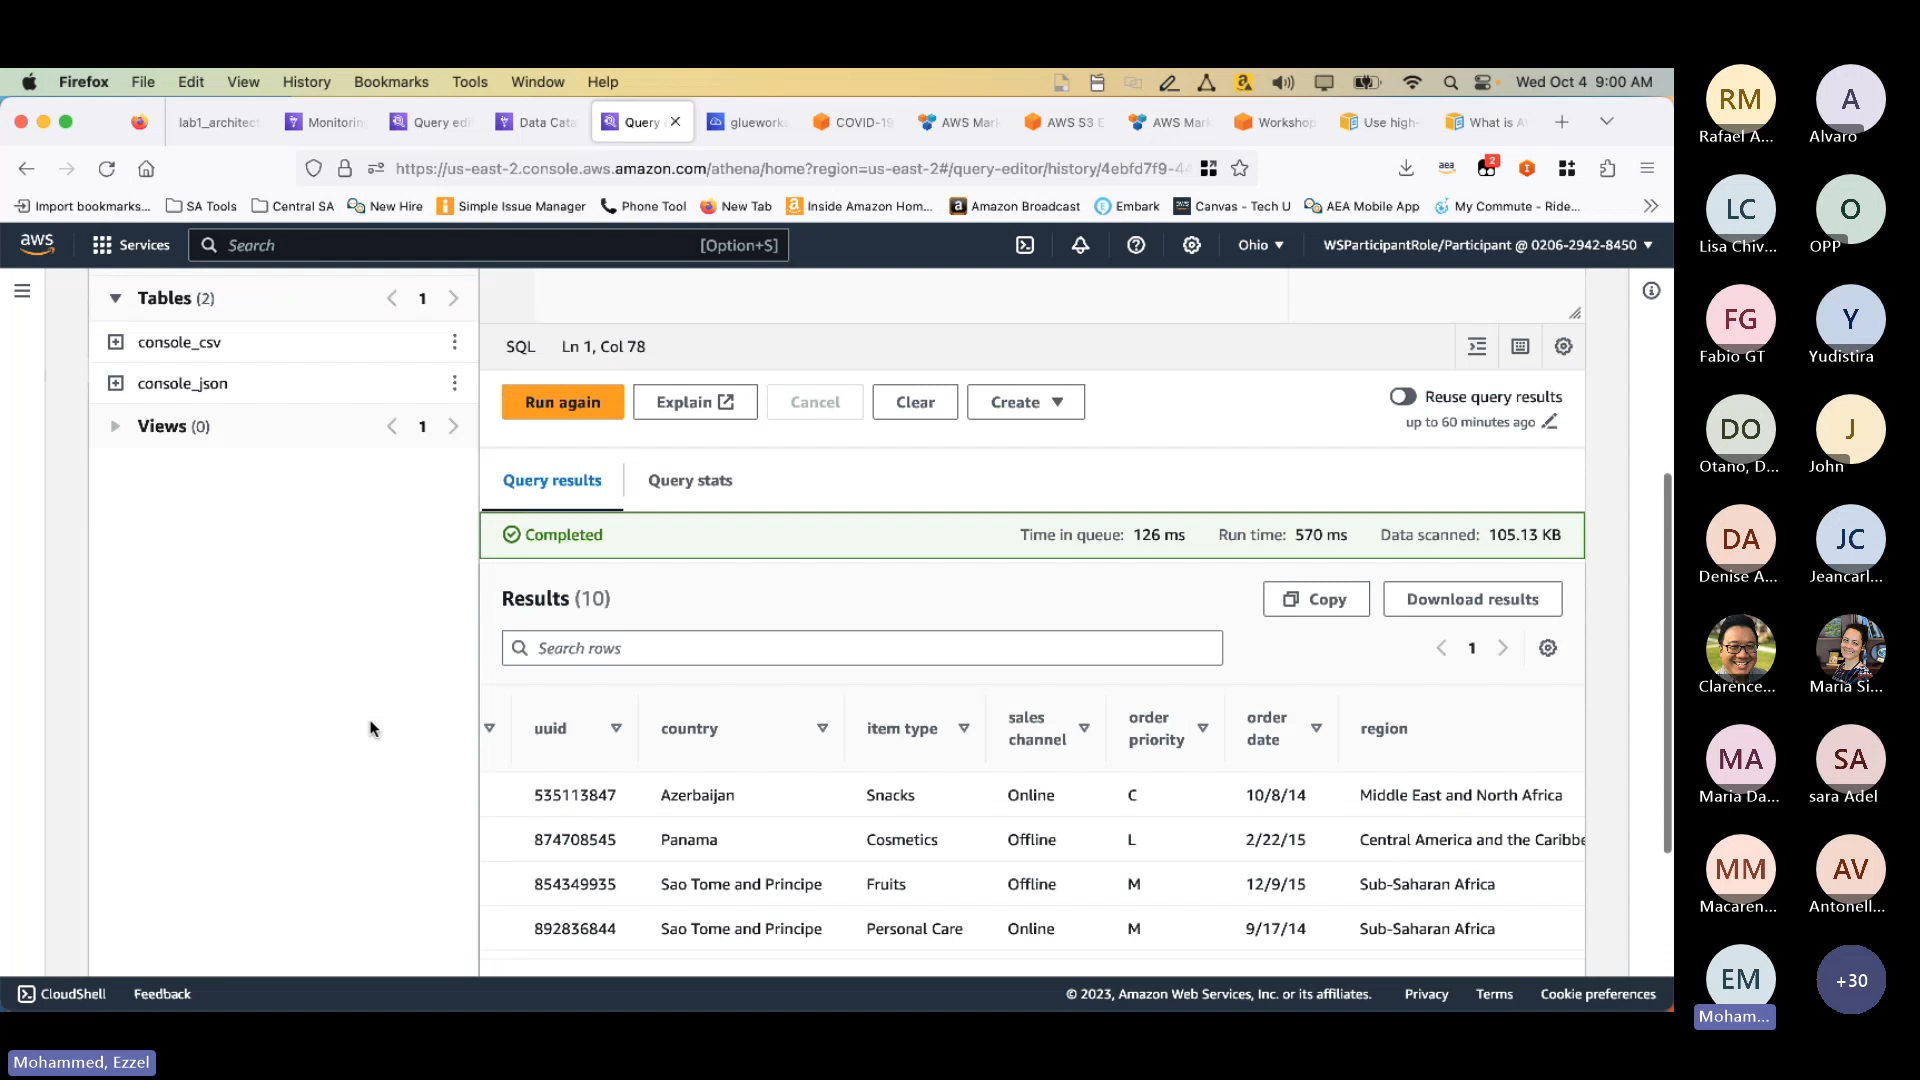 Firefox File Edit View History Bookmarks Tools Window Help
Wed Oct 4 9:00 AM
lab1_architect
Monitorin
Query edi
Data Cata
Query
gluework
COVID-19
AWS Mar
AWS S3 E
AWS Mar
Workshop
Use high-
What is A
https://us-east-2.console.aws.amazon.com/athena/home?region=us-east-2#/query-editor/history/4ebfd7f9-4
aea
2
Import bookmarks... SA Tools Central SA New Hire Simple Issue Manager Phone Tool New Tab Inside Amazon Hom... Amazon Broadcast Embark Canvas - Tech U AEA Mobile App My Commute - Ride...
aws Services Search [Option+S] Ohio WSParticipantRole/Participant @ 0206-2942-8450
Tables (2) 1
console_csv
console_json
Views (0) 1
SQL Ln 1, Col 78
Run again Explain Cancel Clear Create
Reuse query results
up to 60 minutes ago
Query results Query stats
Completed Time in queue: 126 ms Run time: 570 ms Data scanned: 105.13 KB
Results (10) Copy Download results
Search rows 1
uuid country item type sales channel order priority order date region
535113847 Azerbaijan Snacks Online C 10/8/14 Middle East and North Africa
874708545 Panama Cosmetics Offline L 2/22/15 Central America and the Caribbe
854349935 Sao Tome and Principe Fruits Offline M 12/9/15 Sub-Saharan Africa
892836844 Sao Tome and Principe Personal Care Online M 9/17/14 Sub-Saharan Africa
CloudShell Feedback © 2023, Amazon Web Services, Inc. or its affiliates. Privacy Terms Cookie preferences
Mohammed, Ezzel
RM A
Rafael A... Alvaro
LC O
Lisa Chiv... OPP
FG Y
Fabio GT Yudistira
DO J
Otano, D... John
DA JC
Denise A... Jeancarl...
Clarence... Maria Si...
MA SA
Maria Da... sara Adel
MM AV
Macaren... Antonell...
EM +30
Moham...